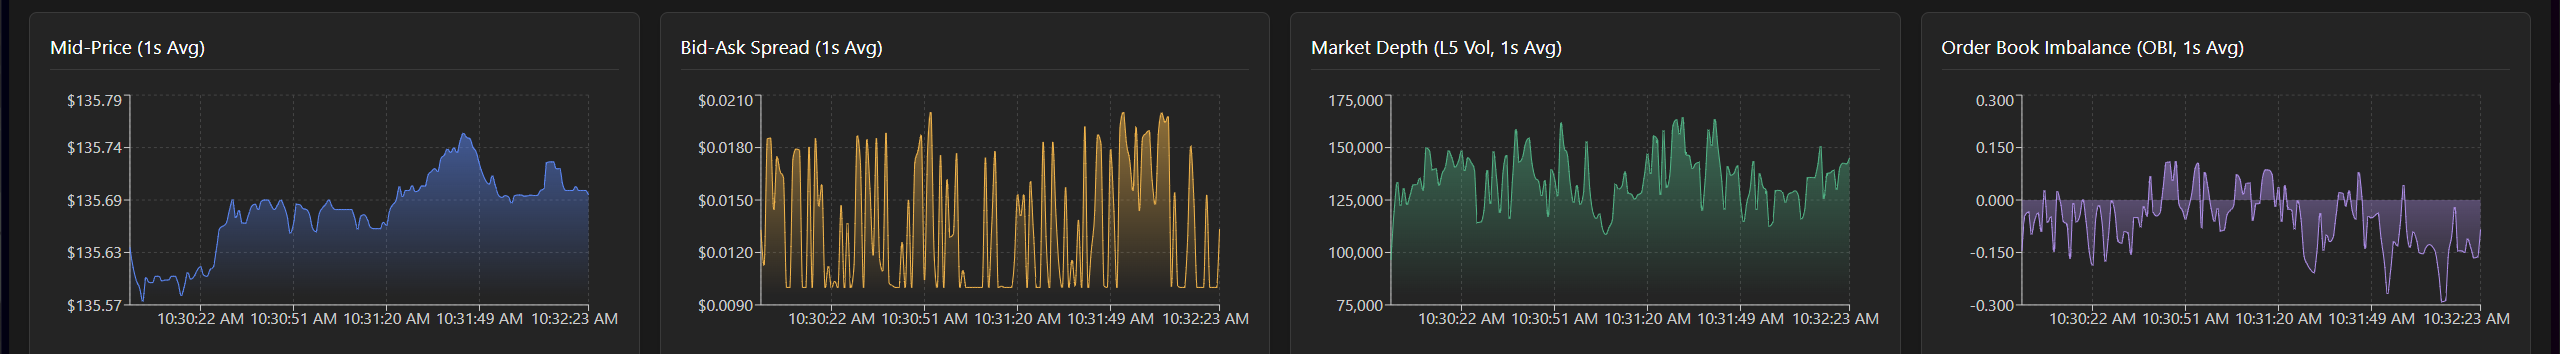 Mid-Price (1s Avg)
$135.79
$135.74
$135.69
$135.63
$135.57
10:30:22 AM 10:30:51 AM 10:31:20 AM 10:31:49 AM 10:32:23 AM
Bid-Ask Spread (1s Avg)
$0.0210
$0.0180
$0.0150
$0.0120
$0.0090
10:30:22 AM 10:30:51 AM 10:31:20 AM 10:31:49 AM 10:32:23 AM
Market Depth (L5 Vol, 1s Avg)
175,000
150,000
125,000
100,000
75,000
10:30:22 AM 10:30:51 AM 10:31:20 AM 10:31:49 AM 10:32:23 AM
Order Book Imbalance (OBI, 1s Avg)
0.300
0.150
0.000
-0.150
-0.300
10:30:22 AM 10:30:51 AM 10:31:20 AM 10:31:49 AM 10:32:23 AM